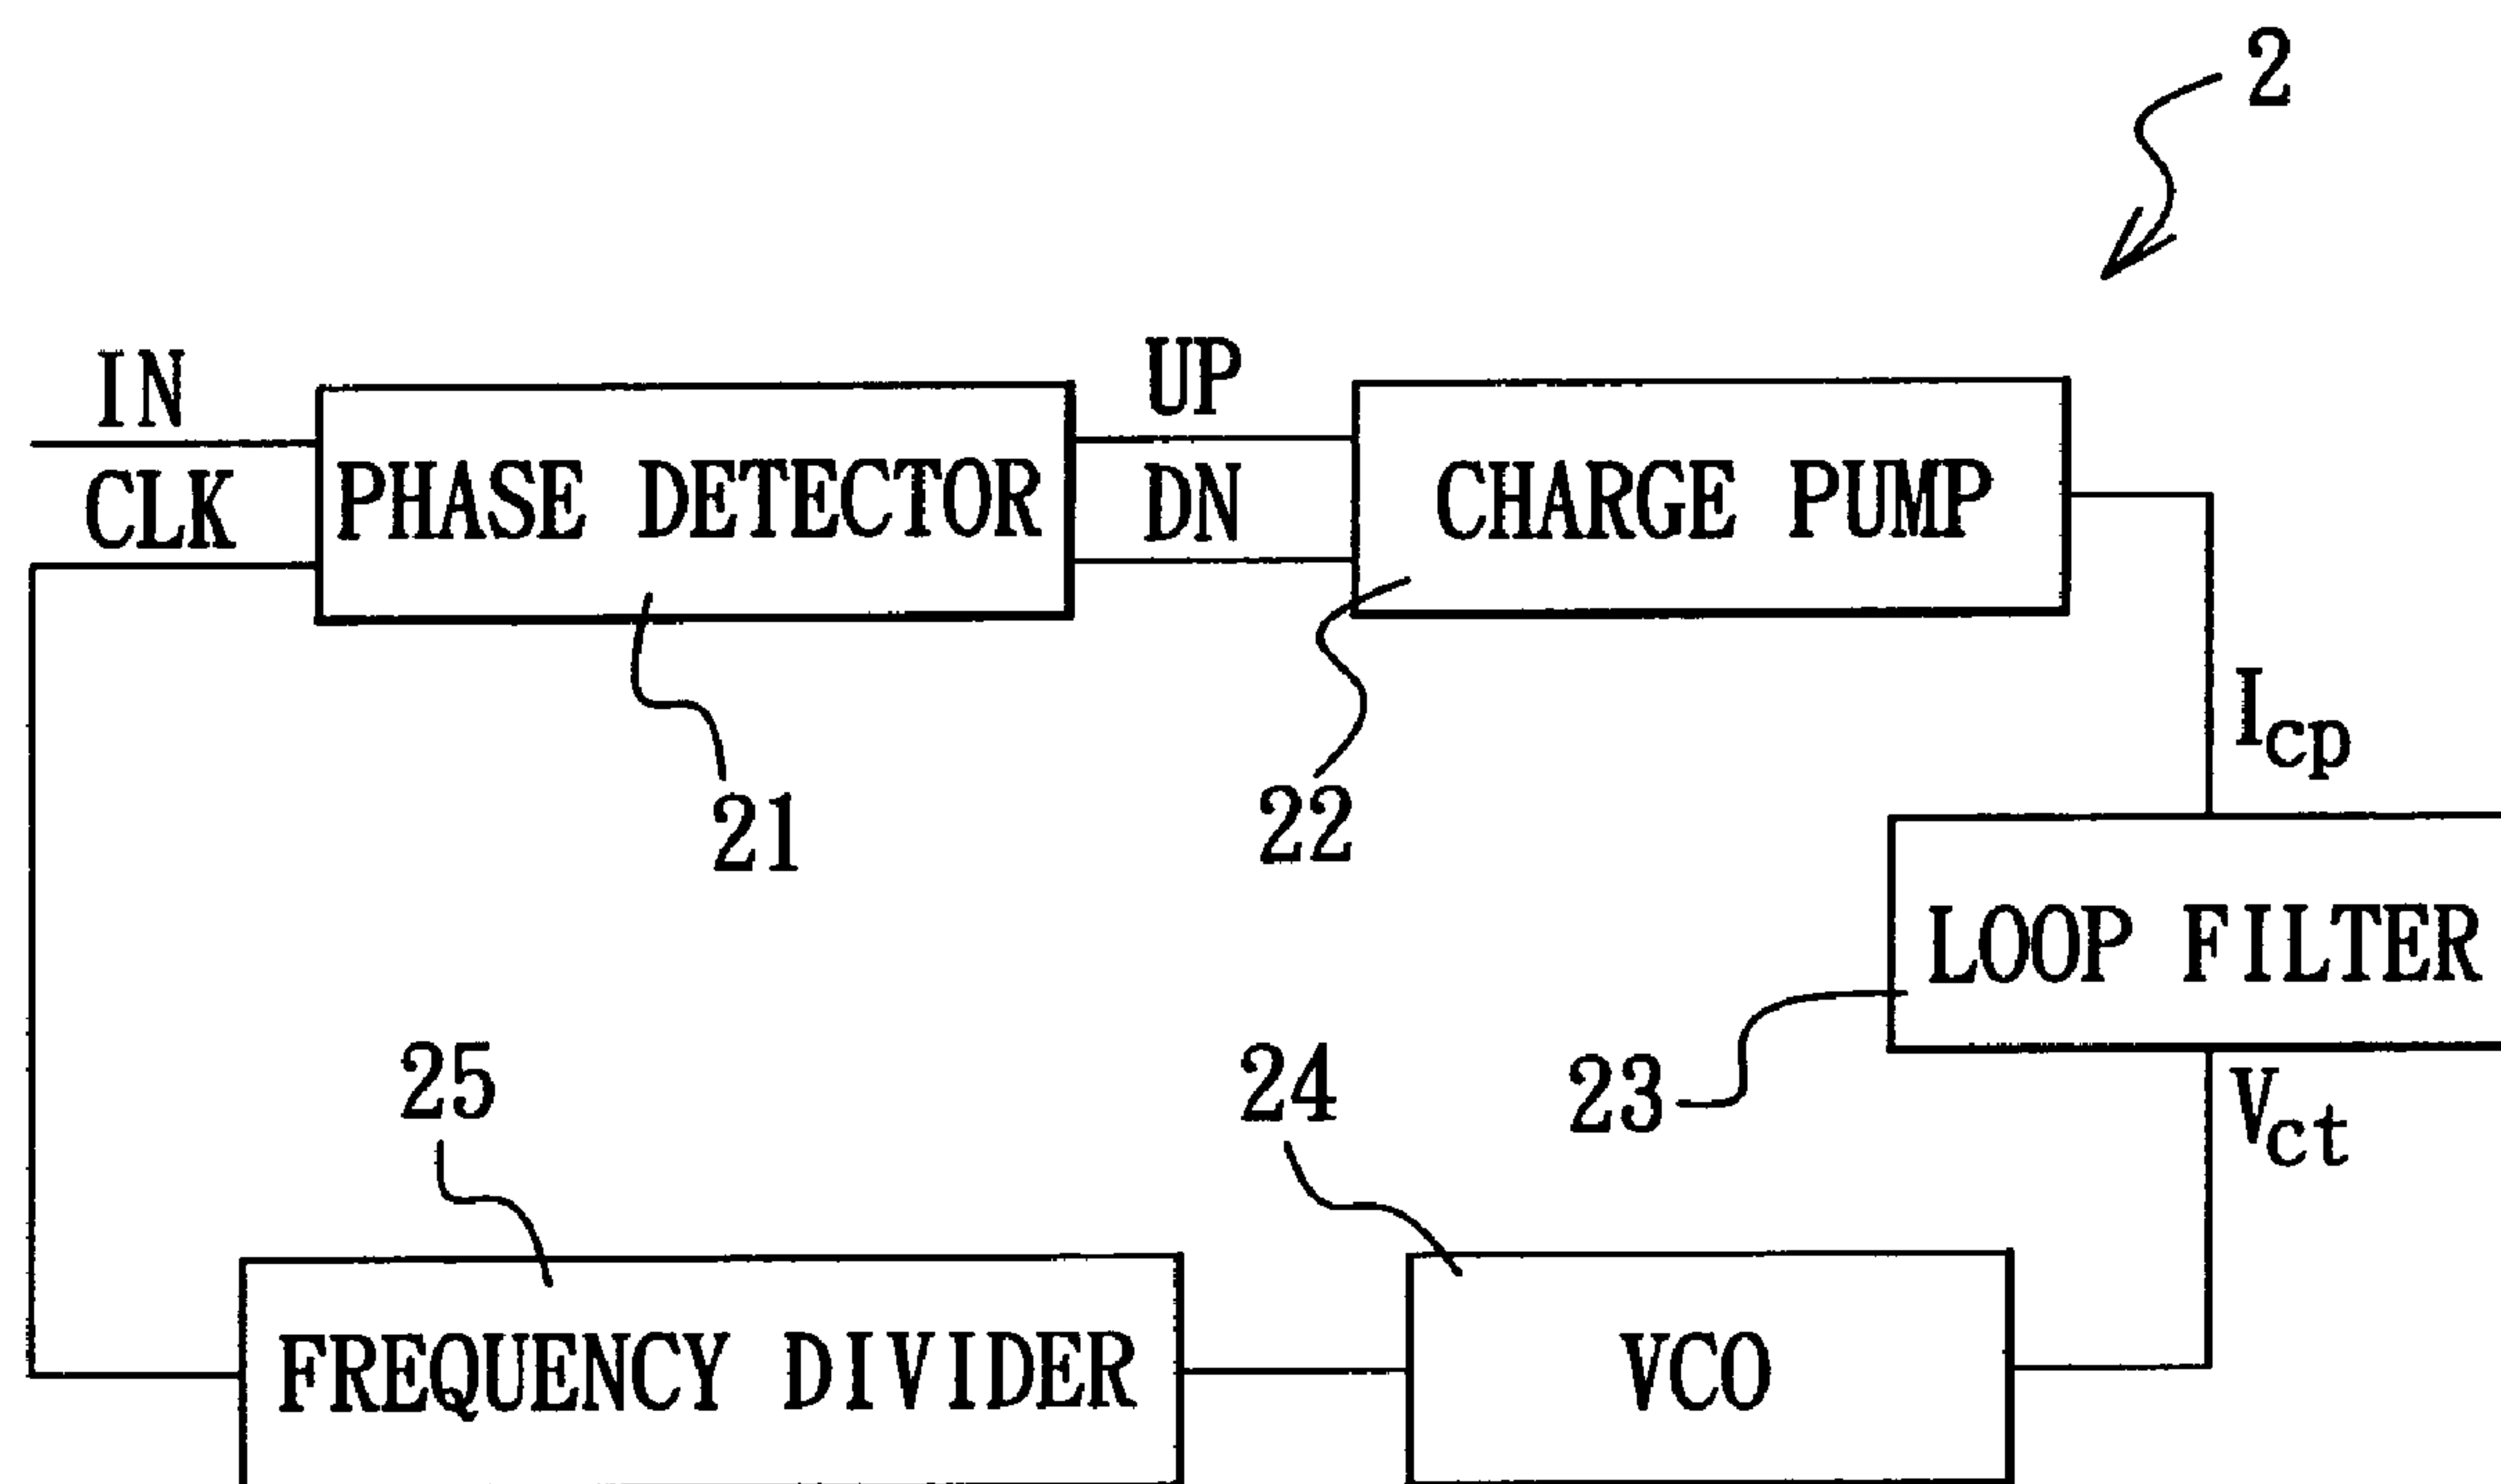 2
IN
UP
CLK
PHASE DETECTOR
DN
CHARGE PUMP
Icp
21
22
LOOP FILTER
25
24
23
Vct
FREQUENCY DIVIDER
VCO